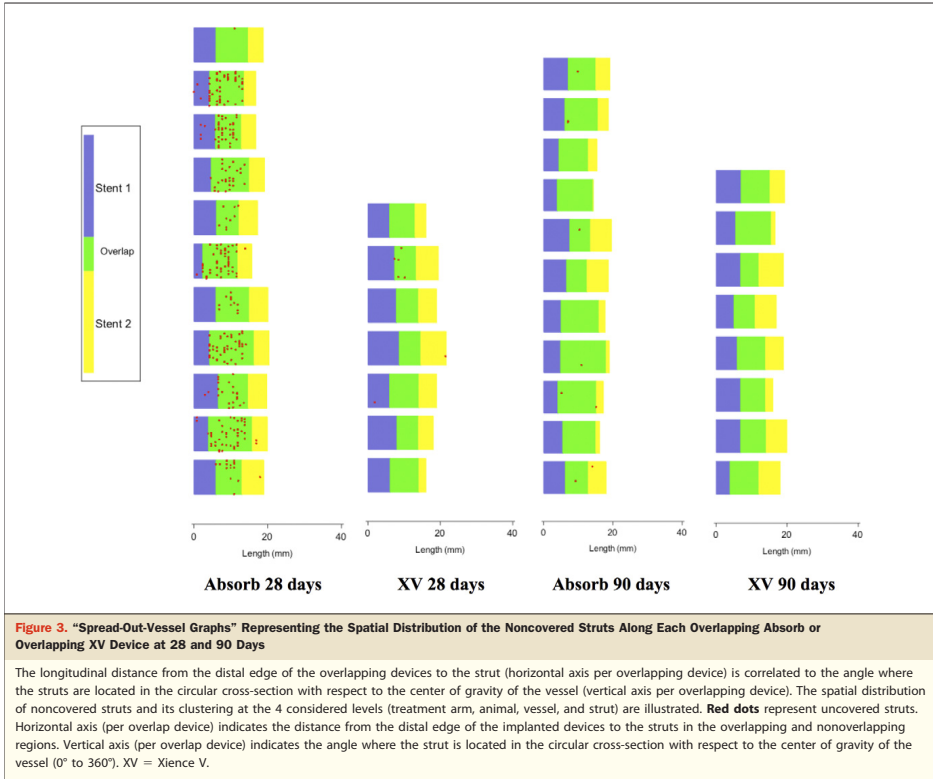 Stent 1
Overlap
Stent 2
0 20 40
Length (mm)
Absorb 28 days
0 20 40
Length (mm)
XV 28 days
0 20 40
Length (mm)
Absorb 90 days
0 20 40
Length (mm)
XV 90 days
Figure 3. “Spread-Out-Vessel Graphs” Representing the Spatial Distribution of the Noncovered Struts Along Each Overlapping Absorb or
Overlapping XV Device at 28 and 90 Days
The longitudinal distance from the distal edge of the overlapping devices to the strut (horizontal axis per overlapping device) is correlated to the angle where
the struts are located in the circular cross-section with respect to the center of gravity of the vessel (vertical axis per overlapping device). The spatial distribution
of noncovered struts and its clustering at the 4 considered levels (treatment arm, animal, vessel, and strut) are illustrated. Red dots represent uncovered struts.
Horizontal axis (per overlap device) indicates the distance from the distal edge of the implanted devices to the struts in the overlapping and nonoverlapping
regions. Vertical axis (per overlap device) indicates the angle where the strut is located in the circular cross-section with respect to the center of gravity of the
vessel (0° to 360°). XV = Xience V.